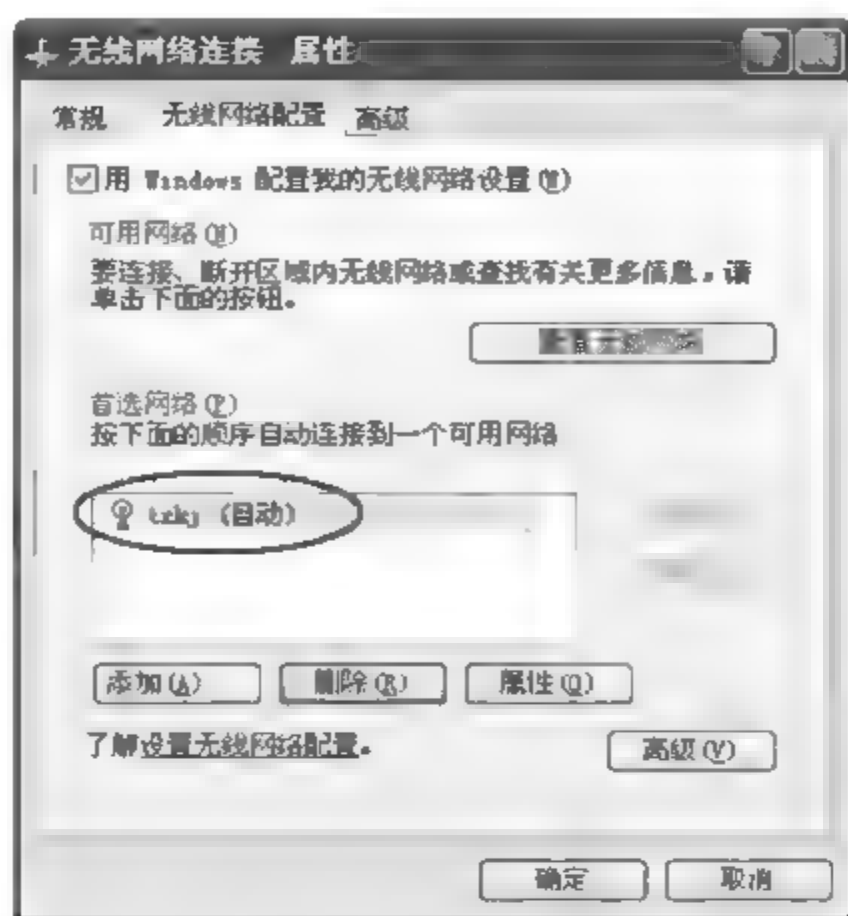 无线网络连接 属性
常规 无线网络配置 高级
用 Windows 配置我的无线网络设置(W)
可用网络(N)
要连接、断开区域内无线网络或查找有关更多信息，请
单击下面的按钮。
首选网络(P)
按下面的顺序自动连接到一个可用网络
trkj (自动)
添加(A) 删除(R) 属性(O)
了解设置无线网络配置。
高级(V)
确定 取消